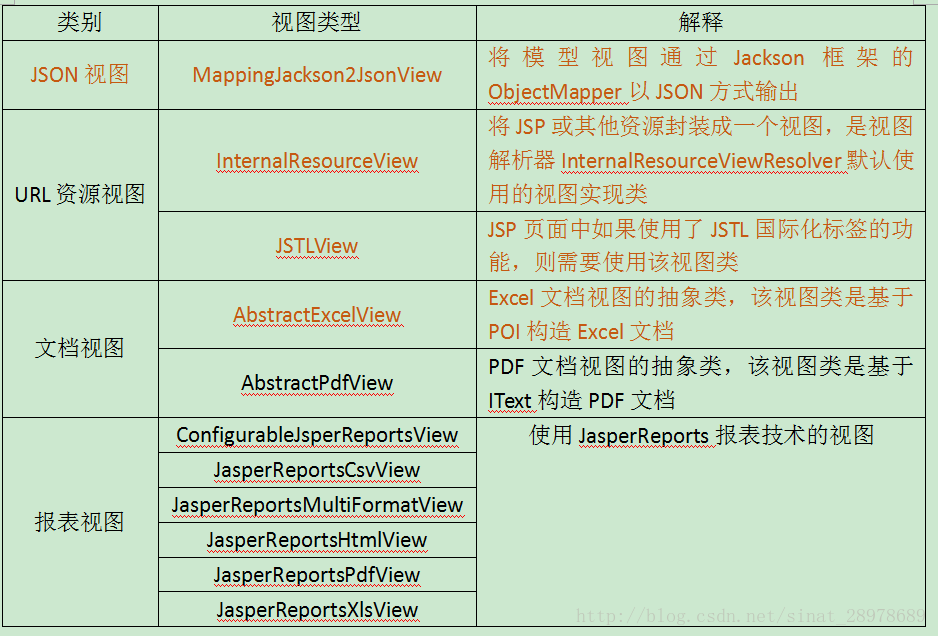 类别 视图类型 解释
JSON 视图 MappingJackson2JsonView 将模型视图通过 Jackson 框架的
ObjectMapper 以 JSON 方式输出
URL 资源视图 InternalResourceView 将 JSP 或其他资源封装成一个视图，是视图
解析器 InternalResourceViewResolver 默认使
用的视图实现类
JSTLView JSP 页面中如果使用了 JSTL 国际化标签的功
能，则需要使用该视图类
文档视图 AbstractExcelView Excel 文档视图的抽象类，该视图类是基于
POI 构造 Excel 文档
AbstractPdfView PDF 文档视图的抽象类，该视图类是基于
IText 构造 PDF 文档
报表视图 ConfigurableJsperReportsView 使用 JasperReports 报表技术的视图
JasperReportsCsvView
JasperReportsMultiFormatView
JasperReportsHtmlView
JasperReportsPdfView
JasperReportsXlsView
http://blog.csdn.net/sinat_28978689